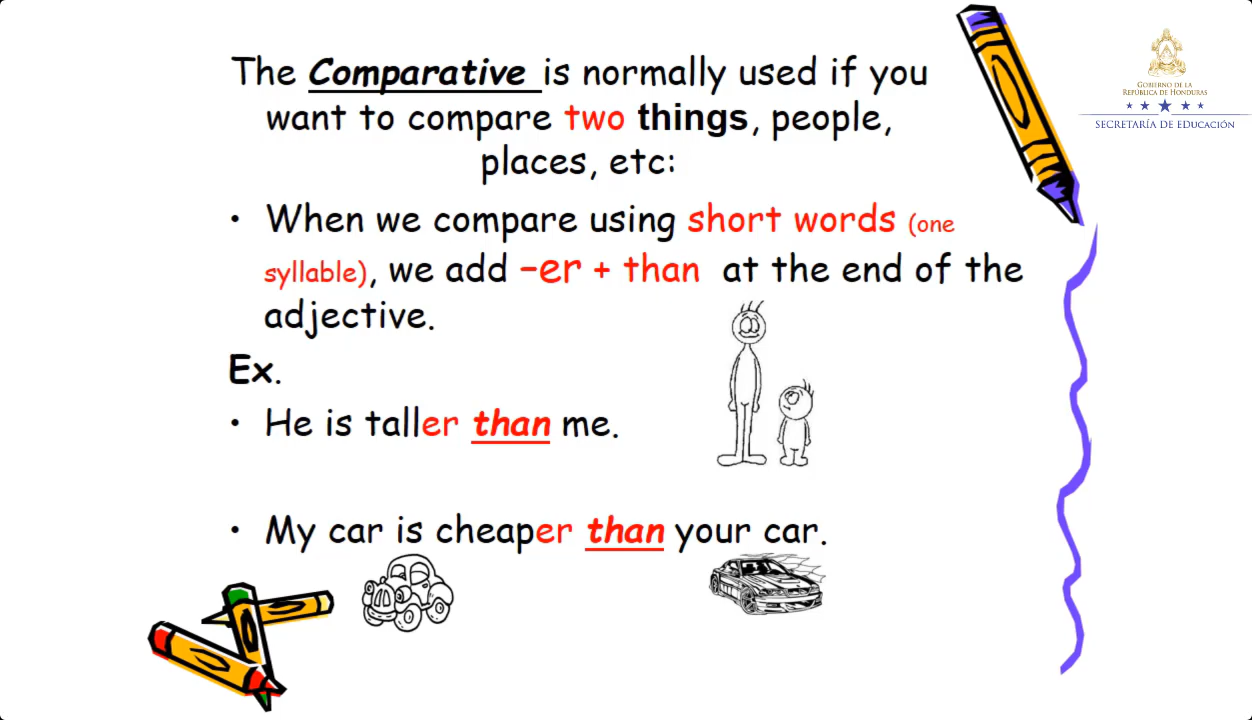 The Comparative is normally used if you
want to compare two things, people,
places, etc:
• When we compare using short words (one
syllable), we add –er + than at the end of the
adjective.
Ex.
• He is taller than me.
• My car is cheaper than your car.
GOBIERNO DE LA
REPÚBLICA DE HONDURAS
SECRETARÍA DE EDUCACIÓN